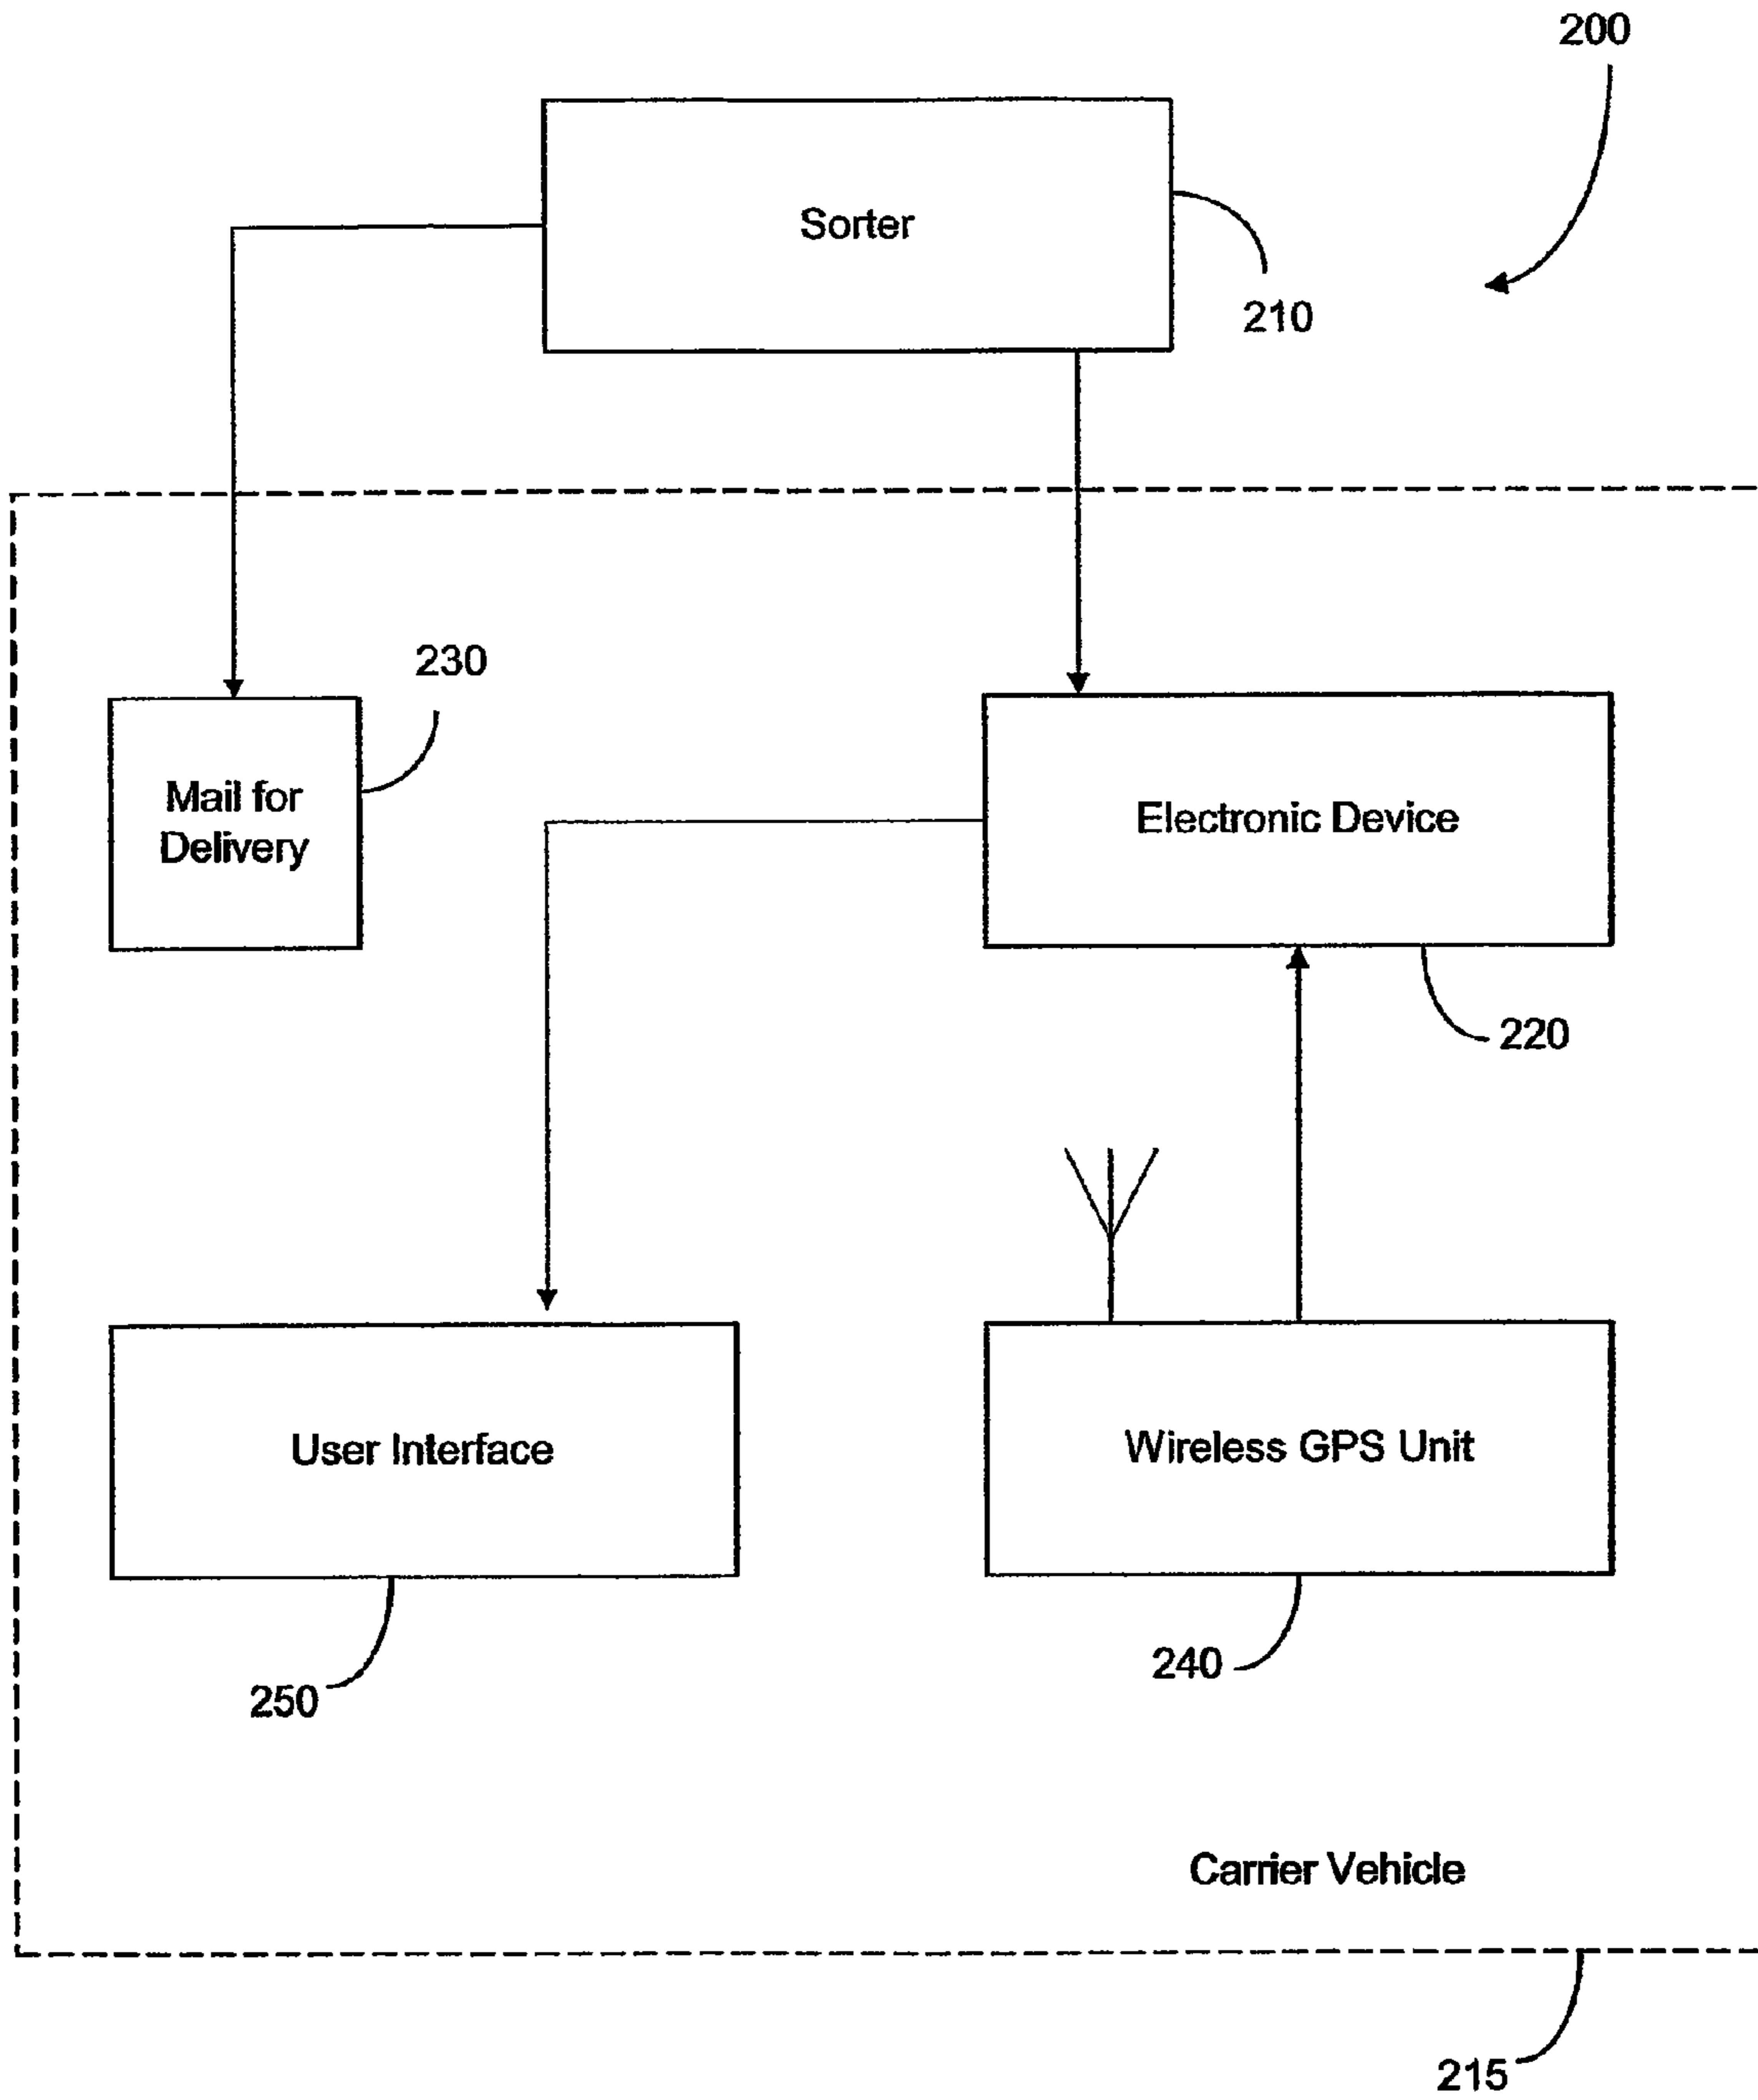 200
Sorter
210
230
Mail for
Delivery
Electronic Device
220
User Interface
Wireless GPS Unit
250
240
Carrier Vehicle
215